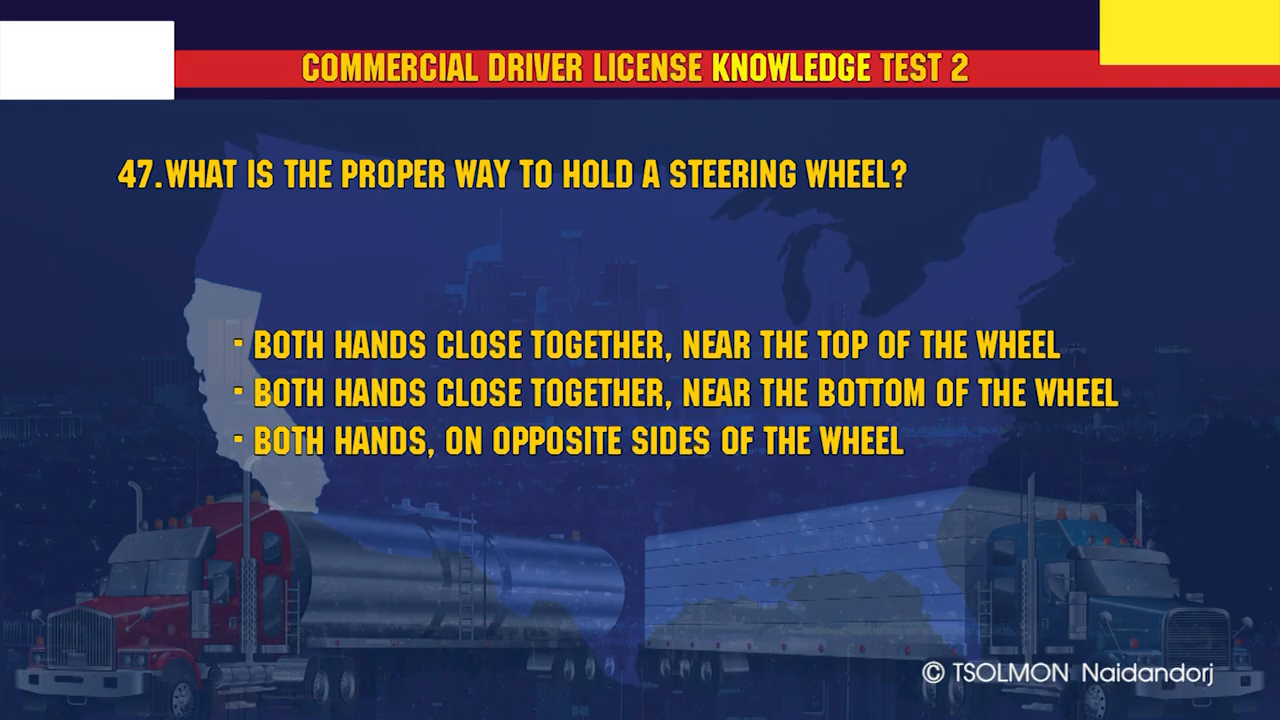 COMMERCIAL DRIVER LICENSE KNOWLEDGE TEST 2
47.WHAT IS THE PROPER WAY TO HOLD A STEERING WHEEL?
· BOTH HANDS CLOSE TOGETHER, NEAR THE TOP OF THE WHEEL
· BOTH HANDS CLOSE TOGETHER, NEAR THE BOTTOM OF THE WHEEL
· BOTH HANDS, ON OPPOSITE SIDES OF THE WHEEL
© TSOLMON Naidandorj